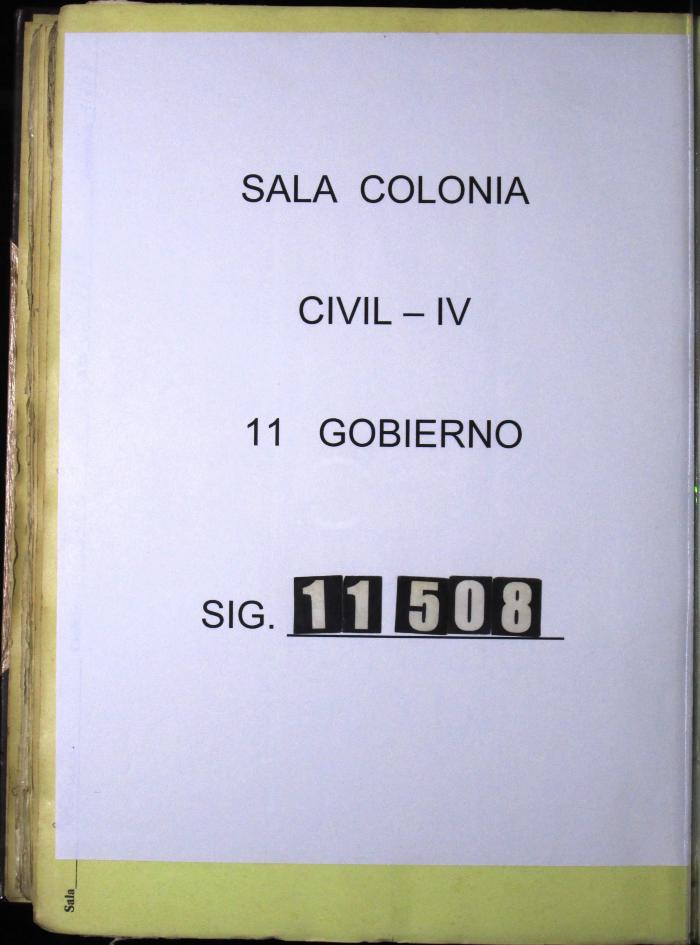 SALA COLONIA
CIVIL – IV
11 GOBIERNO
SIG. 11 508
Sala